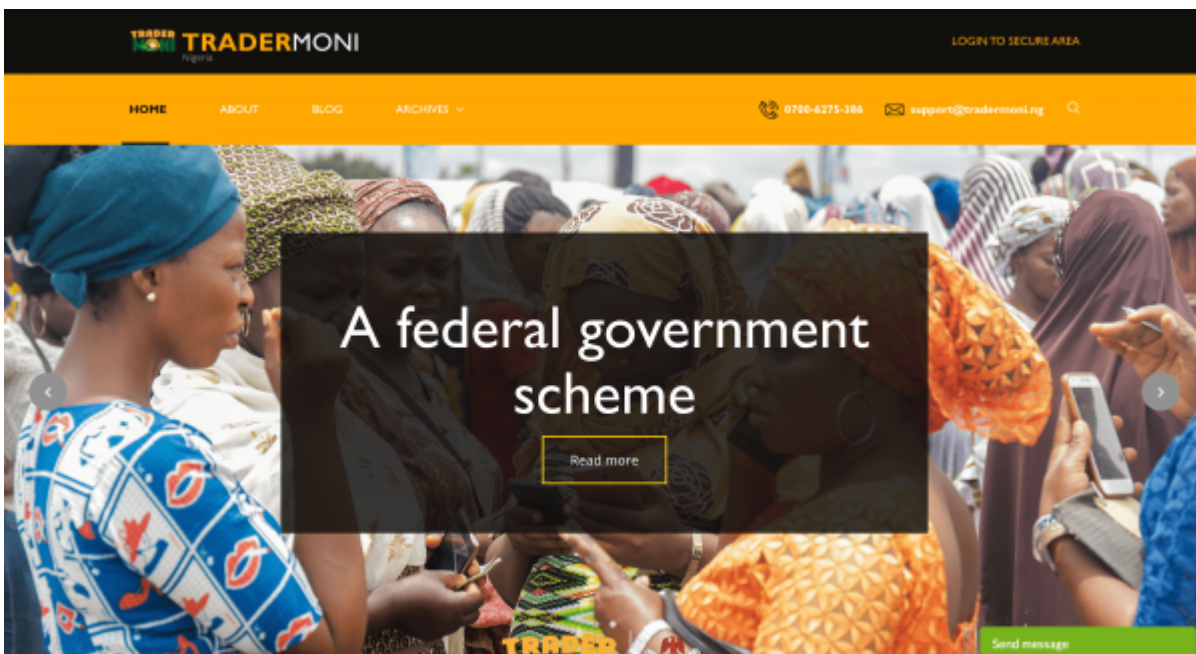 TRADER
MONI
TRADERMONI
Nigeria
LOGIN TO SECURE AREA
HOME
ABOUT
BLOG
ARCHIVES
0700-6275-386
support@tradermoni.ng
A federal government
scheme
Read more
TRADER
Send message